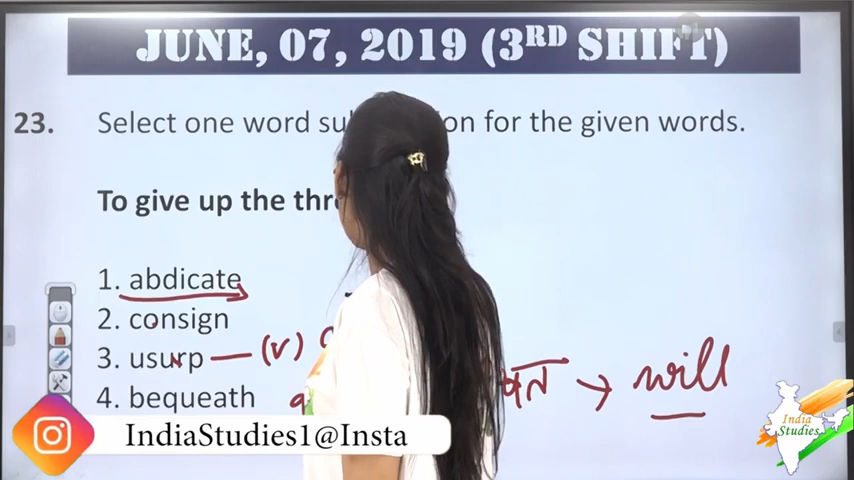 JUNE, 07, 2019 (3RD SHIFT)
23. Select one word su on for the given words.
To give up the thr
1. abdicate
2. consign
3. usurp — (v)
4. bequeath → will
IndiaStudies1@Insta
India
Studies